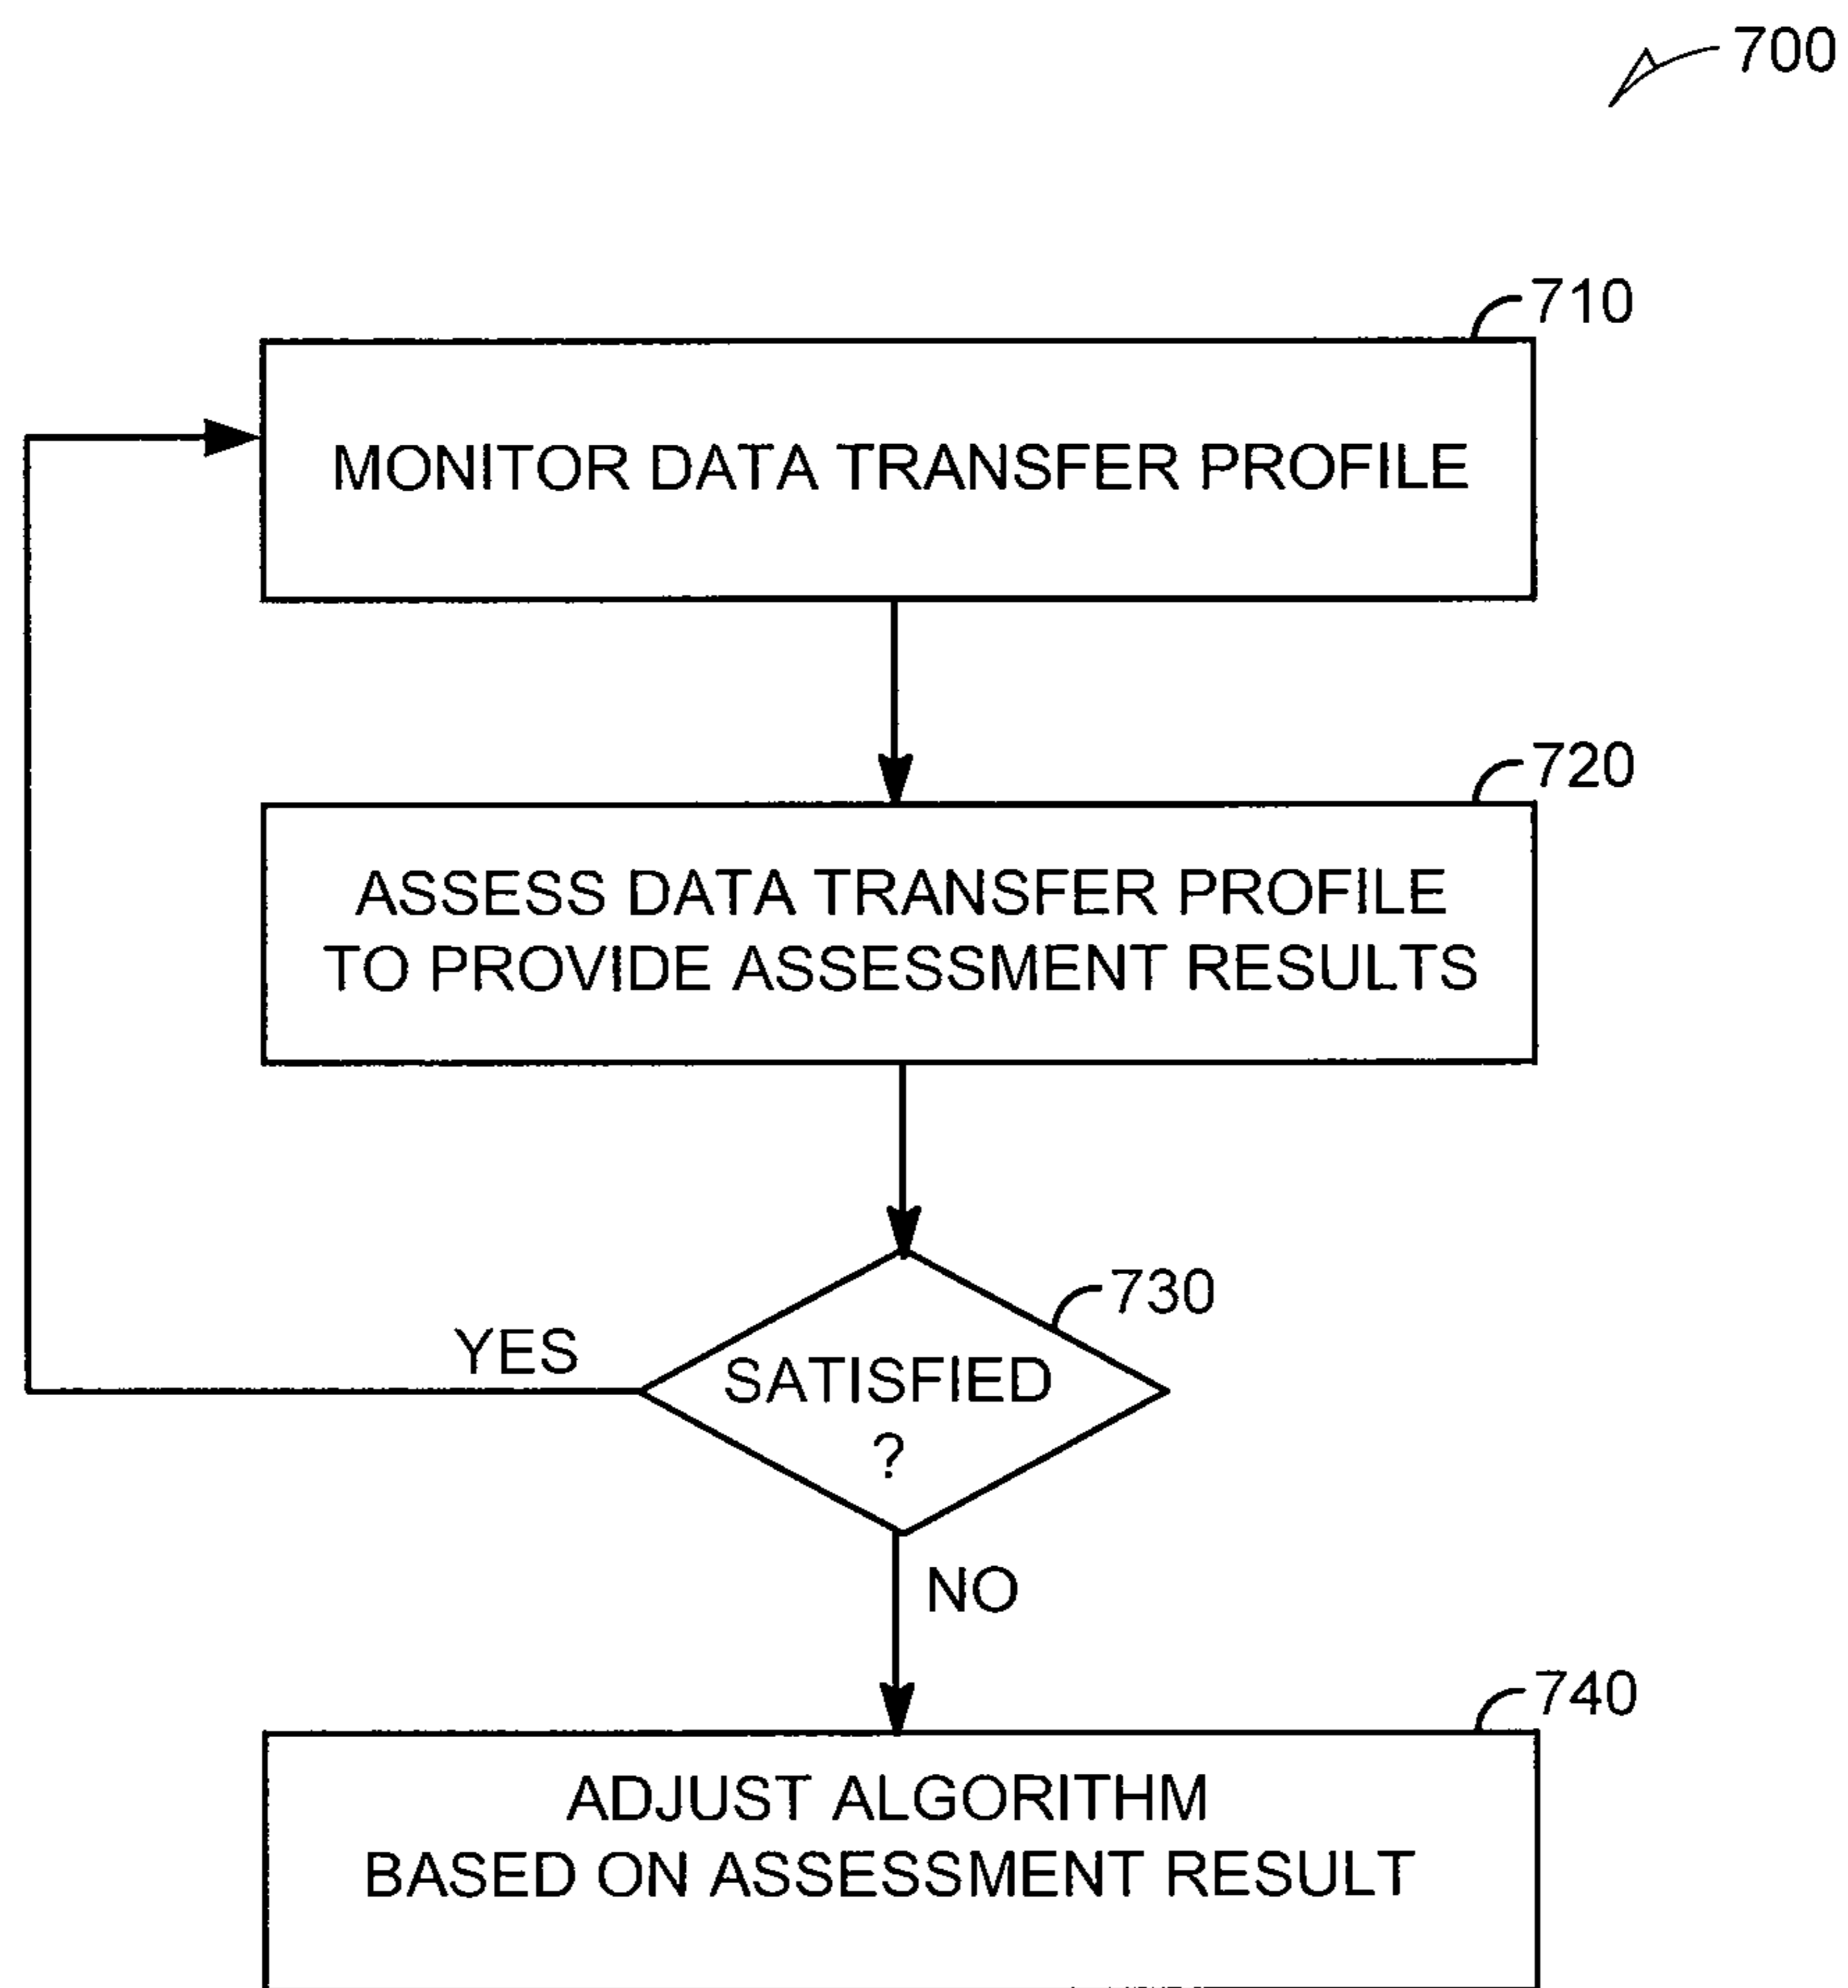 700
710
MONITOR DATA TRANSFER PROFILE
720
ASSESS DATA TRANSFER PROFILE
TO PROVIDE ASSESSMENT RESULTS
730
YES
SATISFIED
?
NO
740
ADJUST ALGORITHM
BASED ON ASSESSMENT RESULT